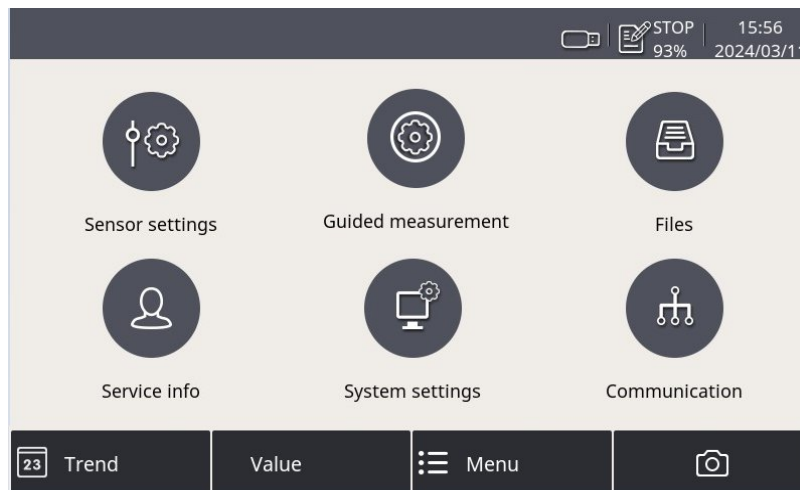 STOP 15:56
93% 2024/03/11
Sensor settings Guided measurement Files
Service info System settings Communication
23 Trend Value Menu